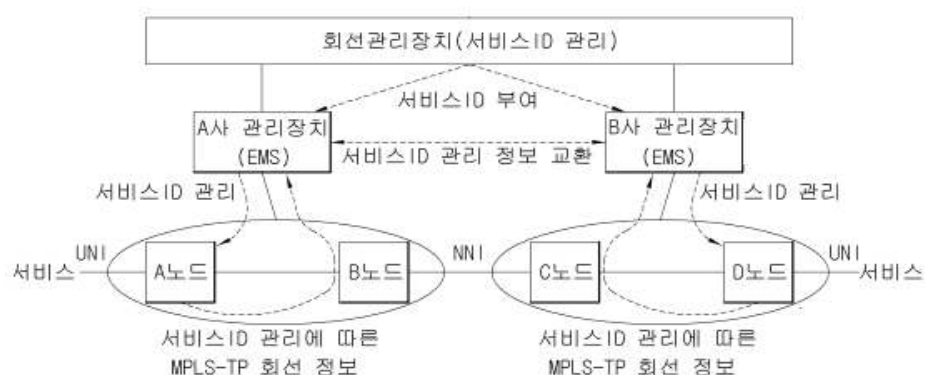 회선관리장치(서비스ID 관리)
서비스ID 부여
A사 관리장치
(EMS)
B사 관리장치
(EMS)
서비스ID 관리 정보 교환
서비스ID 관리
서비스ID 관리
서비스
UNI
A노드
B노드
NNI
C노드
D노드
UNI
서비스
서비스ID 관리에 따른
MPLS-TP 회선 정보
서비스ID 관리에 따른
MPLS-TP 회선 정보